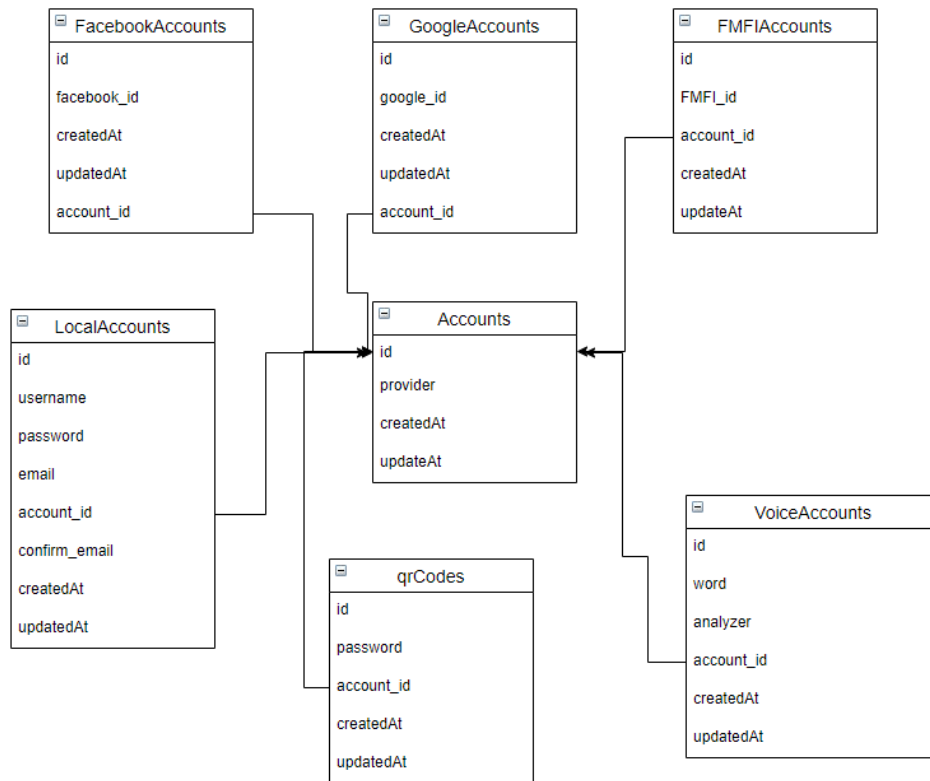 FacebookAccounts
id
facebook_id
createdAt
updatedAt
account_id
GoogleAccounts
id
google_id
createdAt
updatedAt
account_id
FMFIAccounts
id
FMFI_id
account_id
createdAt
updateAt
LocalAccounts
id
username
password
email
account_id
confirm_email
createdAt
updatedAt
Accounts
id
provider
createdAt
updateAt
qrCodes
id
password
account_id
createdAt
updatedAt
VoiceAccounts
id
word
analyzer
account_id
createdAt
updatedAt